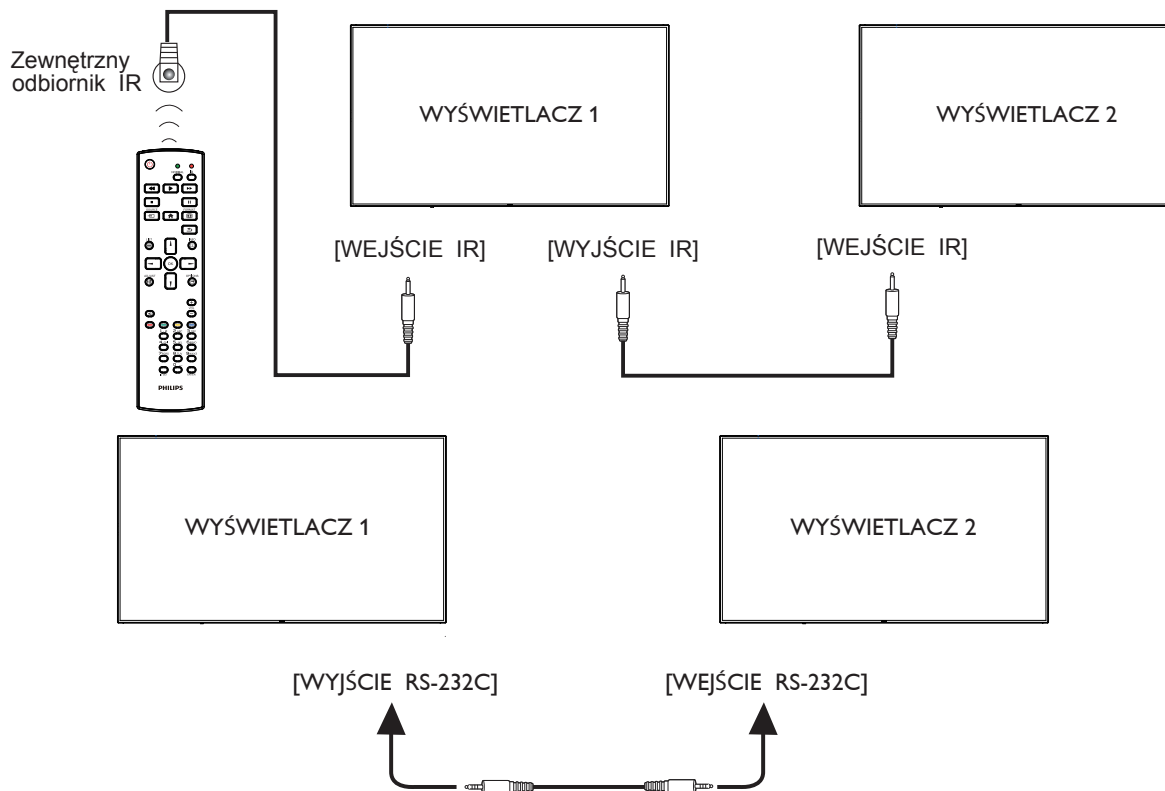 Zewnętrzny
odbiornik IR
WYŚWIETLACZ 1
WYŚWIETLACZ 2
[WEJŚCIE IR]
[WYJŚCIE IR]
[WEJŚCIE IR]
OK
PHILIPS
WYŚWIETLACZ 1
WYŚWIETLACZ 2
[WYJŚCIE RS-232C]
[WEJŚCIE RS-232C]